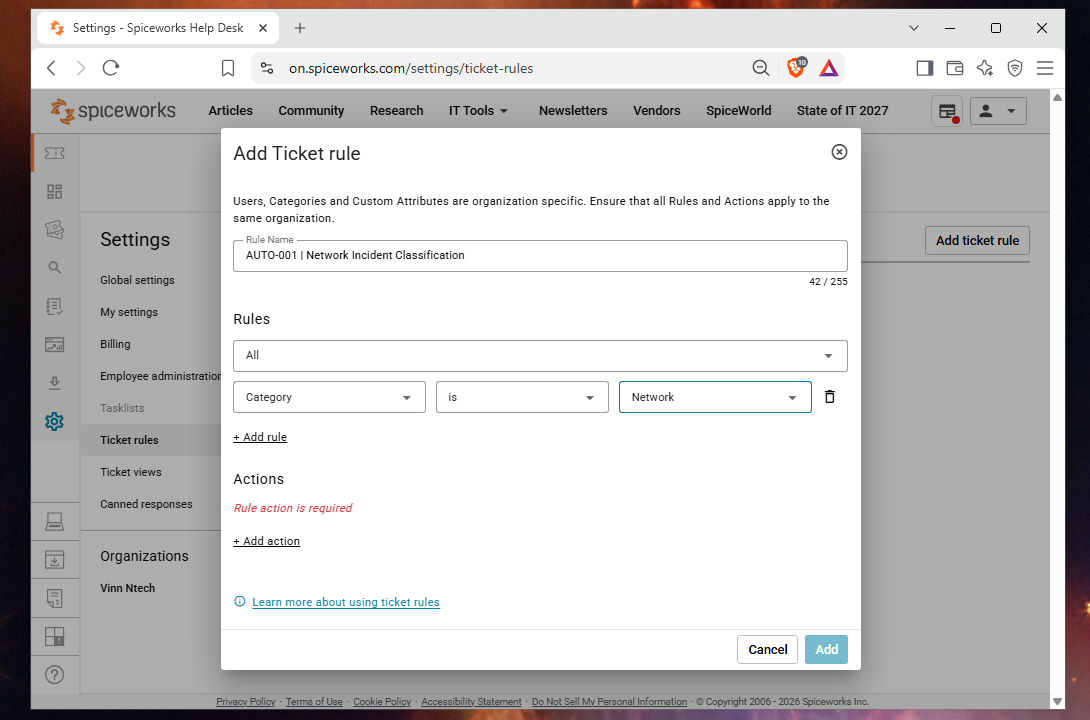 Settings - Spiceworks Help Desk
on.spiceworks.com/settings/ticket-rules
10
spiceworks
Articles
Community
Research
IT Tools
Newsletters
Vendors
SpiceWorld
State of IT 2027
Settings
Global settings
My settings
Billing
Employee administration
Tasklists
Ticket rules
Ticket views
Canned responses
Organizations
Vinn Ntech
Add ticket rule
Add Ticket rule
Users, Categories and Custom Attributes are organization specific. Ensure that all Rules and Actions apply to the
same organization.
Rule Name
AUTO-001 | Network Incident Classification
42 / 255
Rules
All
Category
is
Network
+ Add rule
Actions
Rule action is required
+ Add action
Learn more about using ticket rules
Cancel
Add
Privacy Policy · Terms of Use · Cookie Policy · Accessibility Statement · Do Not Sell My Personal Information · © Copyright 2006 - 2026 Spiceworks Inc.